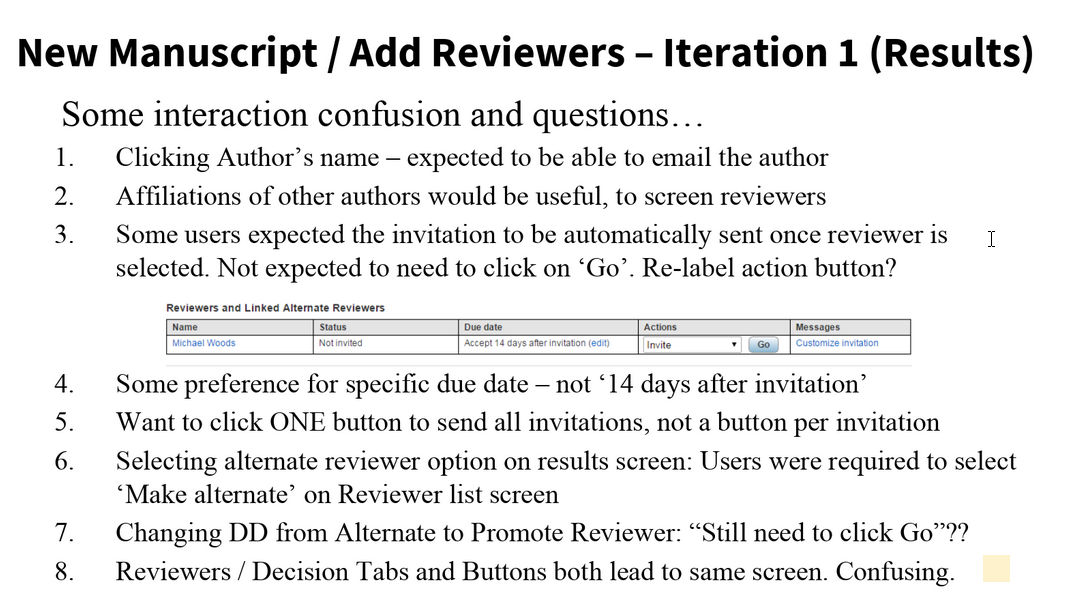 New Manuscript / Add Reviewers – Iteration 1 (Results)
Some interaction confusion and questions…
1. Clicking Author’s name – expected to be able to email the author
2. Affiliations of other authors would be useful, to screen reviewers
3. Some users expected the invitation to be automatically sent once reviewer is
selected. Not expected to need to click on ‘Go’. Re-label action button?
Reviewers and Linked Alternate Reviewers
Name Status Due date Actions Messages
Michael Woods Not invited Accept 14 days after invitation (edit) Invite Go Customize invitation
4. Some preference for specific due date – not ‘14 days after invitation’
5. Want to click ONE button to send all invitations, not a button per invitation
6. Selecting alternate reviewer option on results screen: Users were required to select
‘Make alternate’ on Reviewer list screen
7. Changing DD from Alternate to Promote Reviewer: “Still need to click Go”??
8. Reviewers / Decision Tabs and Buttons both lead to same screen. Confusing.